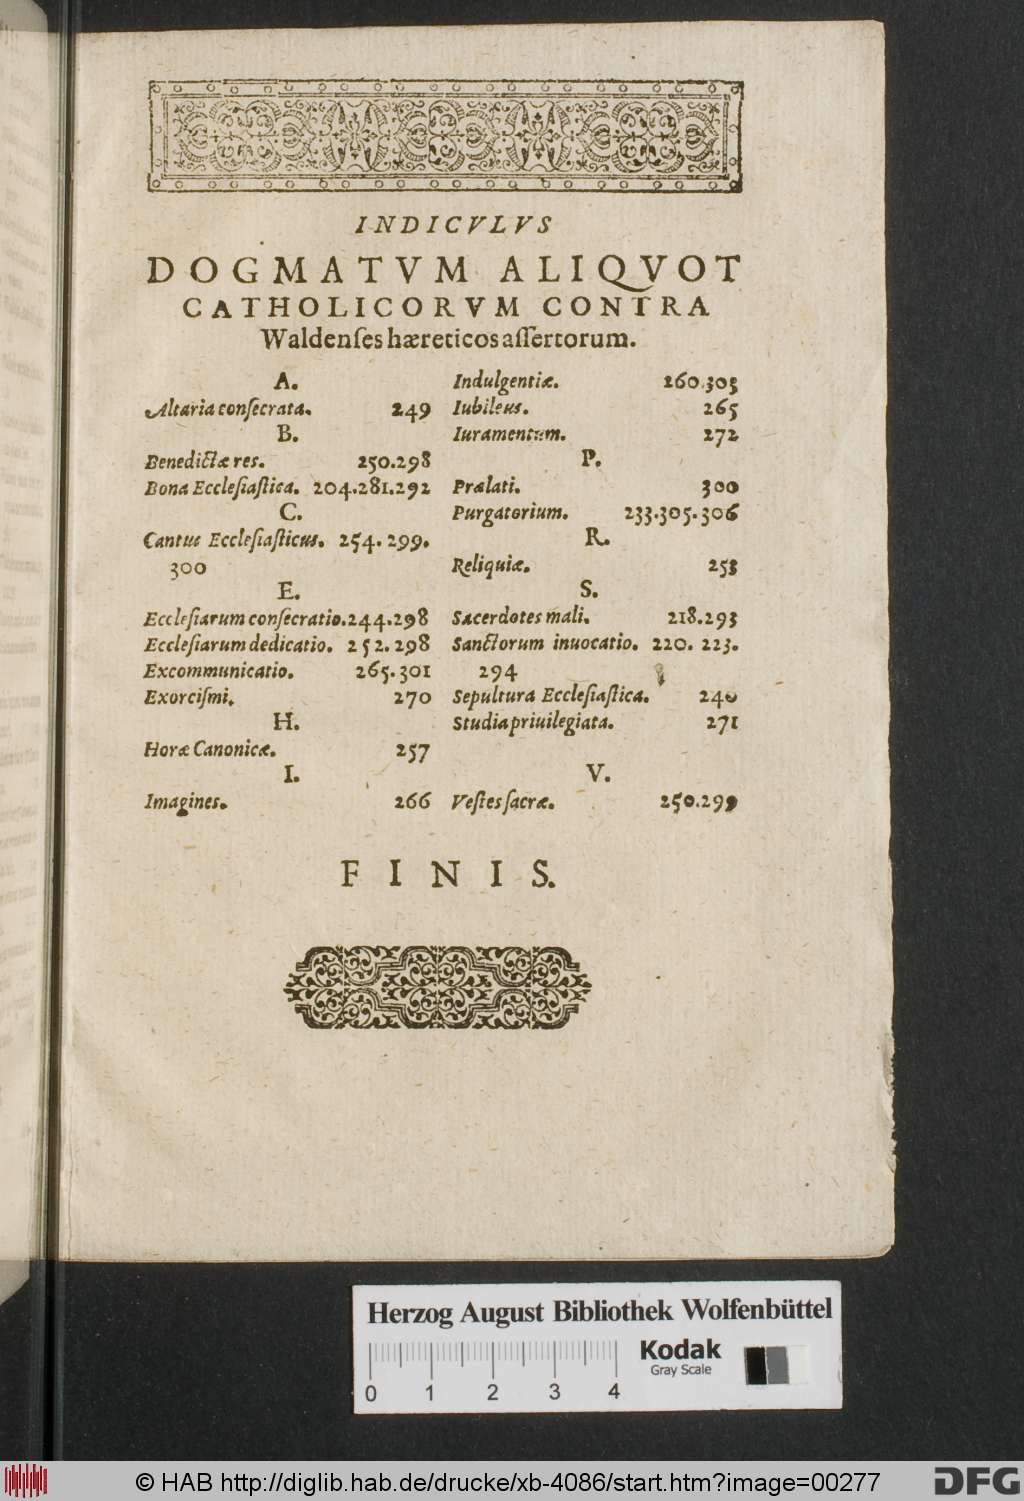 INDICVLVS
DOGMATVM ALIQVOT
CATHOLICORVM CONTRA
Waldenſes hæreticos aſſertorum.
A.
Altaria conſecrata. 249
B.
Benedictæ res. 250.298
Bona Eccleſiaſtica. 204.281.292
C.
Cantus Eccleſiaſticus. 254. 299.
300
E.
Eccleſiarum conſecratio. 244.298
Eccleſiarum dedicatio. 252. 298
Excommunicatio. 265.301
Exorciſmi. 270
H.
Horæ Canonicæ. 257
I.
Imagines. 266
Indulgentiæ. 260.305
Iubileus. 265
Iuramentum. 272
P.
Prælati. 300
Purgatorium. 233.305.306
R.
Reliquiæ. 253
S.
Sacerdotes mali. 218.293
Sanctorum inuocatio. 220. 223.
294
Sepultura Eccleſiaſtica. 240
Studia priuilegiata. 271
V.
Veſtes ſacræ. 250.299
FINIS.
Herzog August Bibliothek Wolfenbüttel
Kodak
Gray Scale
0 1 2 3 4
© HAB http://diglib.hab.de/drucke/xb-4086/start.htm?image=00277
DFG